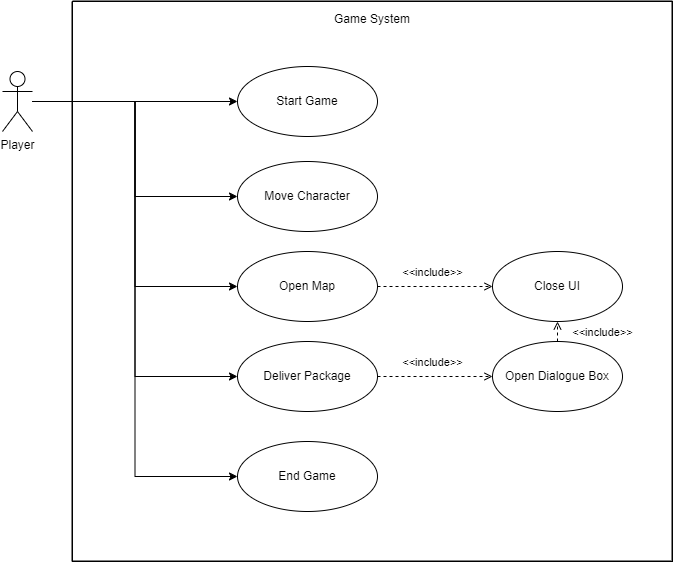 Game System
Player
Start Game
Move Character
Open Map
<<include>>
Close UI
<<include>>
Deliver Package
<<include>>
Open Dialogue Box
End Game